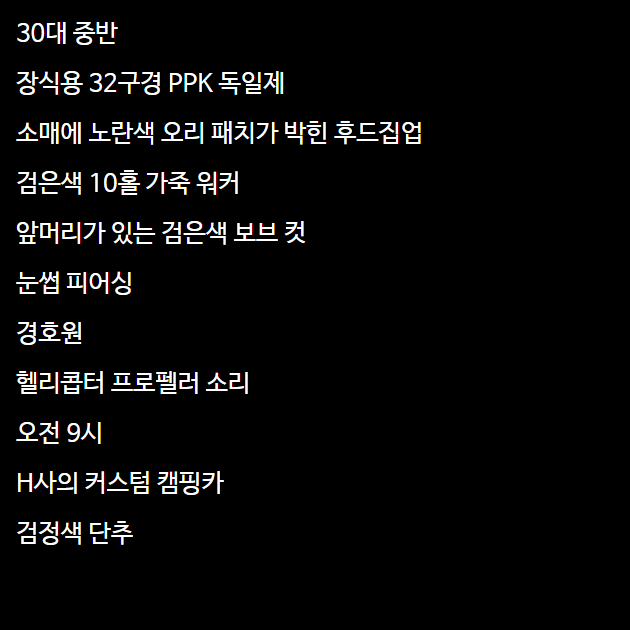 30대 중반
장식용 32구경 PPK 독일제
소매에 노란색 오리 패치가 박힌 후드집업
검은색 10홀 가죽 워커
앞머리가 있는 검은색 보브 컷
눈썹 피어싱
경호원
헬리콥터 프로펠러 소리
오전 9시
H사의 커스텀 캠핑카
검정색 단추